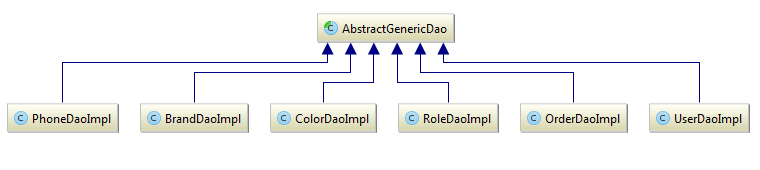 AbstractGenericDao
PhoneDaoImpl
BrandDaoImpl
ColorDaoImpl
RoleDaoImpl
OrderDaoImpl
UserDaoImpl